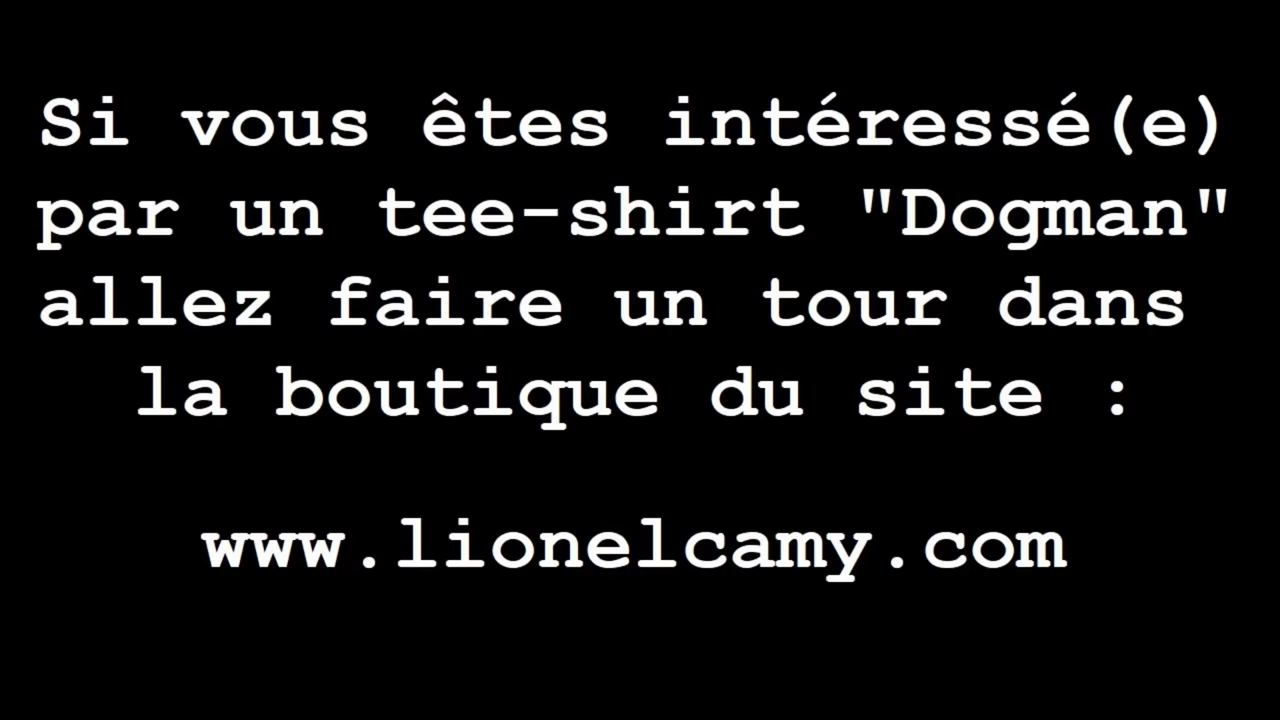 Si vous êtes intéressé(e)
par un tee-shirt "Dogman"
allez faire un tour dans
la boutique du site :
www.lionelcamy.com